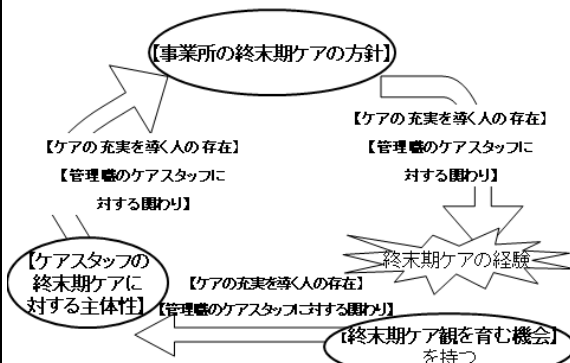 【事業所の終末期ケアの方針】
【ケアの充実を導く人の存在】
【管理職のケアスタッフに
対する関わり】
【ケアの充実を導く人の存在】
【管理職のケアスタッフに
対する関わり】
終末期ケアの経験
【ケアスタッフの
終末期ケアに
対する主体性】
【ケアの充実を導く人の存在】
【管理職のケアスタッフに対する関わり】
【終末期ケア観を育む機会】
を持つ